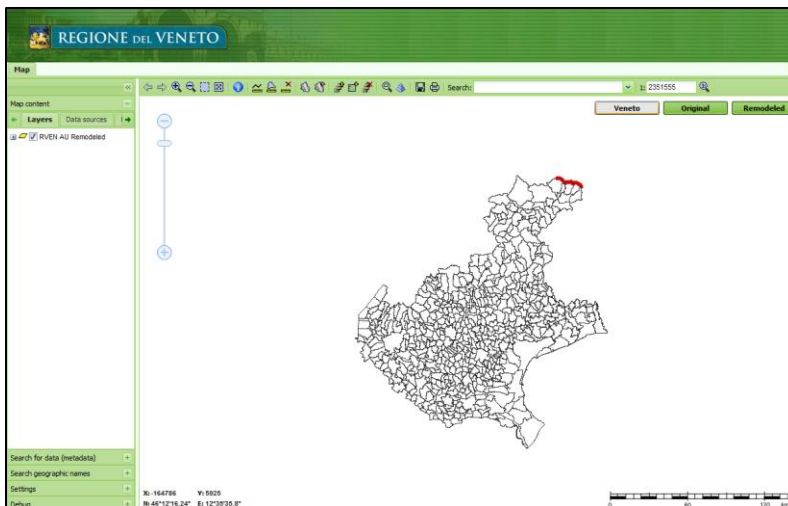 REGIONE DEL VENETO
Map
Search:
1: 2351555
Map content
Veneto
Original
Remodeled
Layers
Data sources
RVEN AU Remodeled
Search for data (metadata)
Search geographic names
Settings
Debug
X: -164786 Y: 5925
N: 46°12'16.24" E: 12°35'35.8"
0 60 120 km